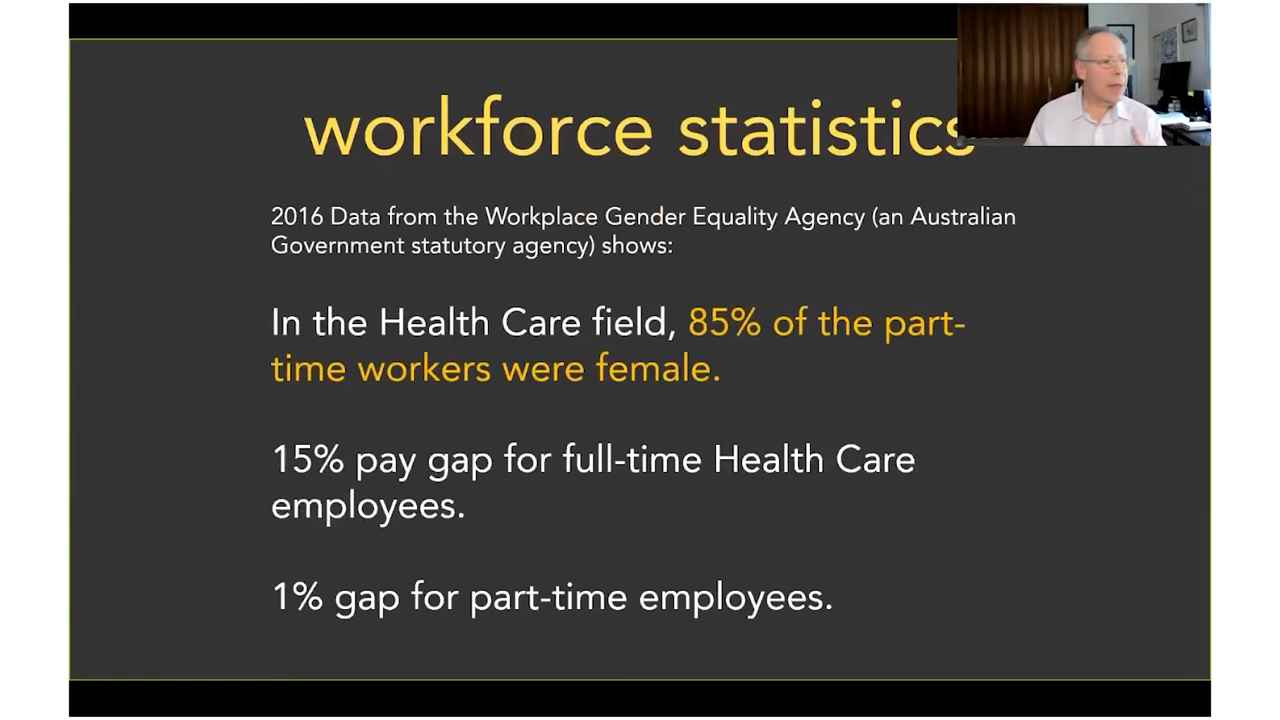 workforce statistics
2016 Data from the Workplace Gender Equality Agency (an Australian
Government statutory agency) shows:
In the Health Care field, 85% of the part-
time workers were female.
15% pay gap for full-time Health Care
employees.
1% gap for part-time employees.